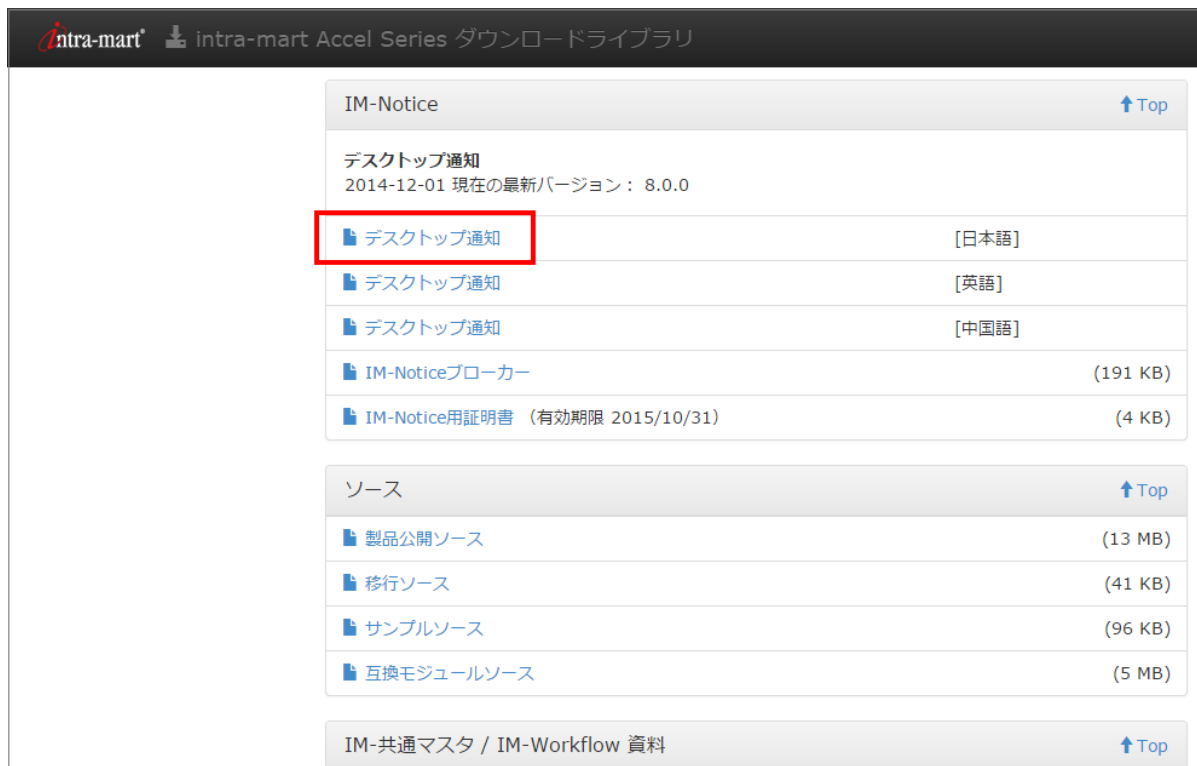 intra-mart intra-mart Accel Series ダウンロードライブラリ
IM-Notice Top
デスクトップ通知
2014-12-01 現在の最新バージョン： 8.0.0
デスクトップ通知 [日本語]
デスクトップ通知 [英語]
デスクトップ通知 [中国語]
IM-Noticeブローカー (191 KB)
IM-Notice用証明書 （有効期限 2015/10/31） (4 KB)
ソース Top
製品公開ソース (13 MB)
移行ソース (41 KB)
サンプルソース (96 KB)
互換モジュールソース (5 MB)
IM-共通マスタ / IM-Workflow 資料 Top